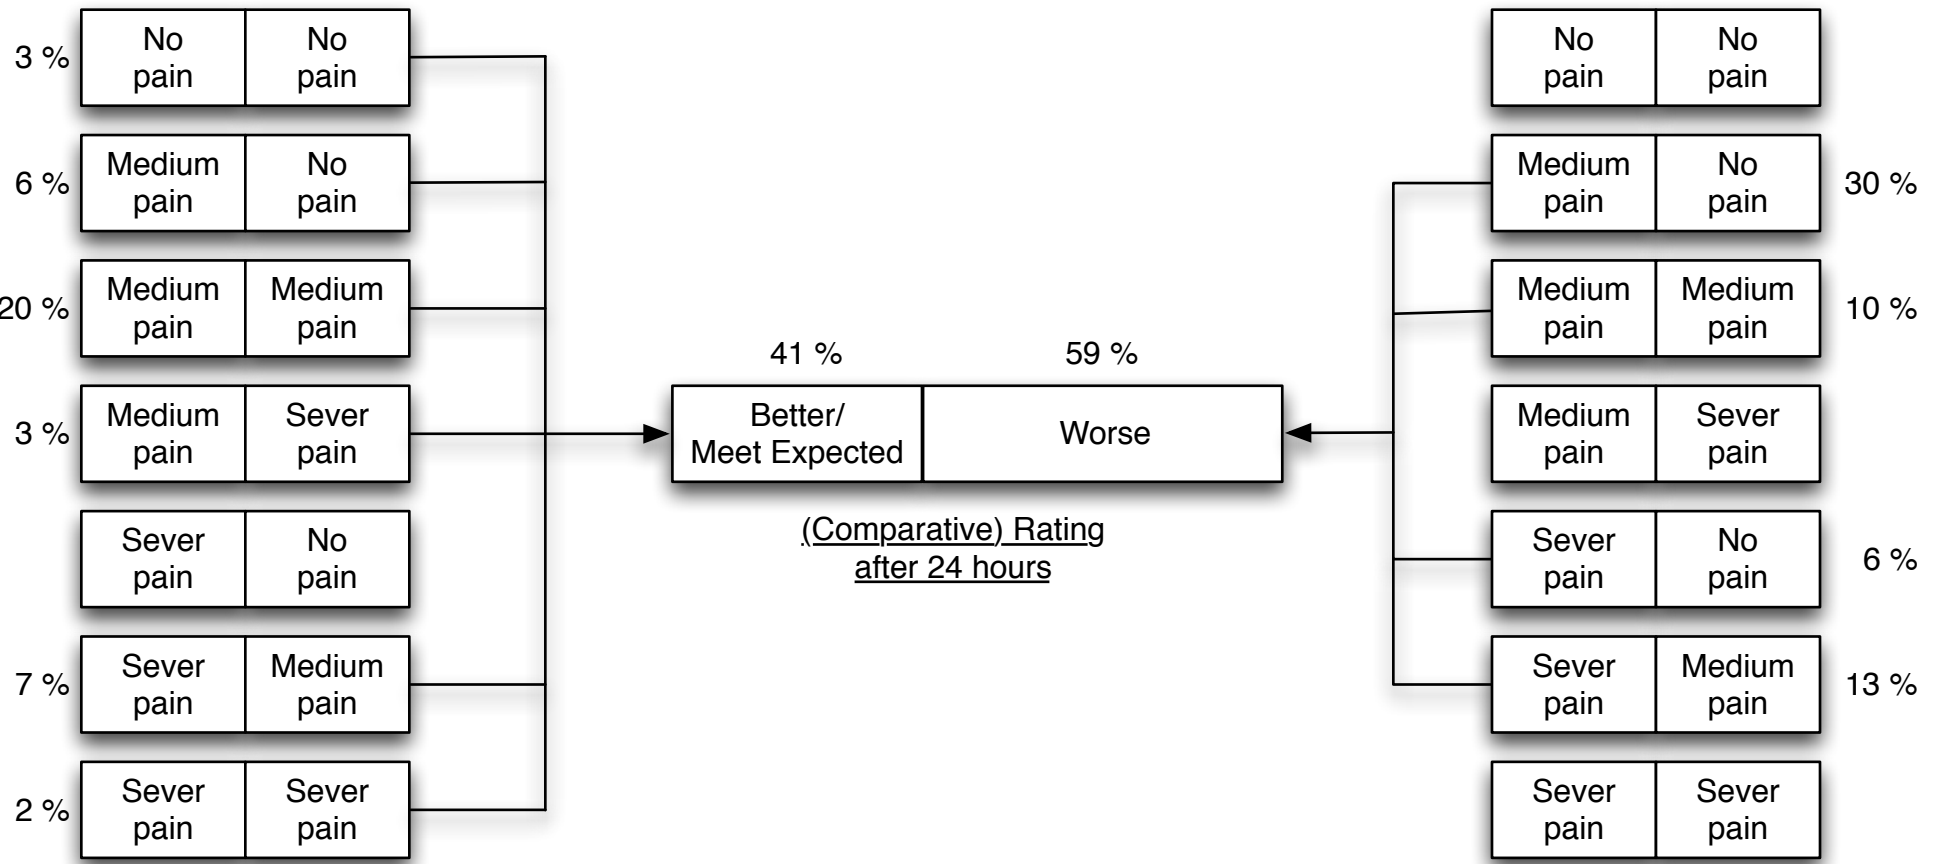 3 %
No
pain
No
pain
6 %
Medium
pain
No
pain
20 %
Medium
pain
Medium
pain
3 %
Medium
pain
Sever
pain
Sever
pain
No
pain
7 %
Sever
pain
Medium
pain
2 %
Sever
pain
Sever
pain
41 %
59 %
Better/
Meet Expected
Worse
(Comparative) Rating
after 24 hours
No
pain
No
pain
Medium
pain
No
pain
30 %
Medium
pain
Medium
pain
10 %
Medium
pain
Sever
pain
Sever
pain
No
pain
6 %
Sever
pain
Medium
pain
13 %
Sever
pain
Sever
pain